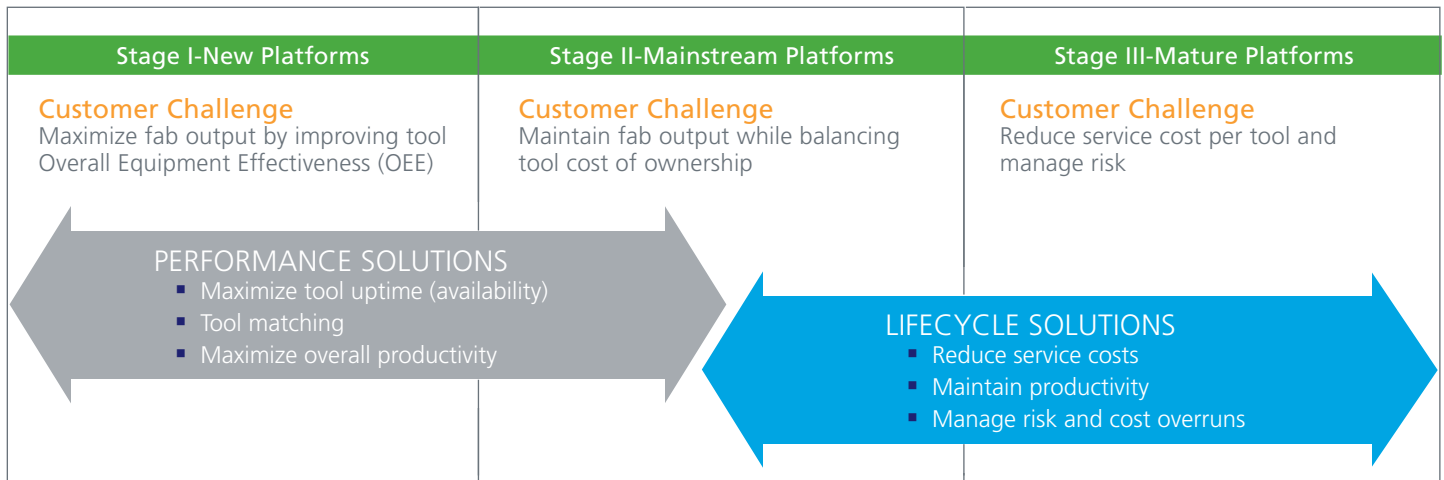 Stage I-New Platforms
Stage II-Mainstream Platforms
Stage III-Mature Platforms
Customer Challenge
Maximize fab output by improving tool
Overall Equipment Effectiveness (OEE)
Customer Challenge
Maintain fab output while balancing
tool cost of ownership
Customer Challenge
Reduce service cost per tool and
manage risk
PERFORMANCE SOLUTIONS
▪ Maximize tool uptime (availability)
▪ Tool matching
▪ Maximize overall productivity
LIFECYCLE SOLUTIONS
▪ Reduce service costs
▪ Maintain productivity
▪ Manage risk and cost overruns